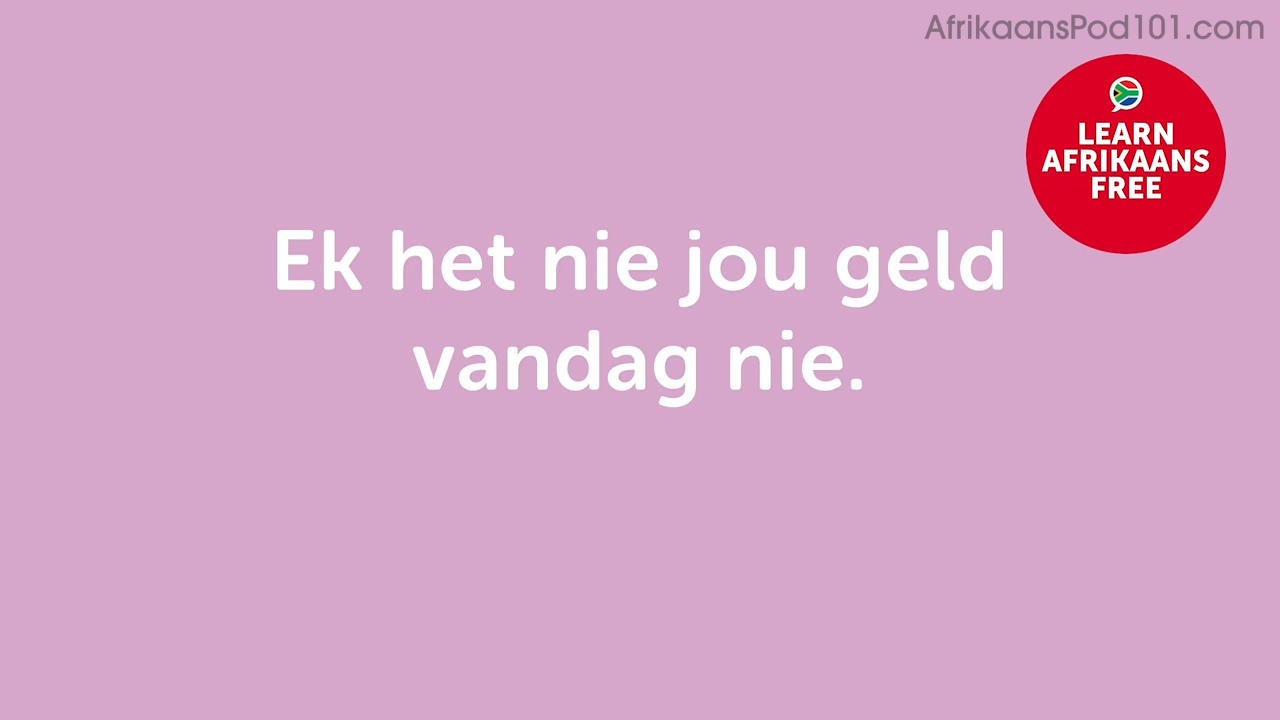 AfrikaansPod101.com
LEARN
AFRIKAANS
FREE
Ek het nie jou geld
vandag nie.